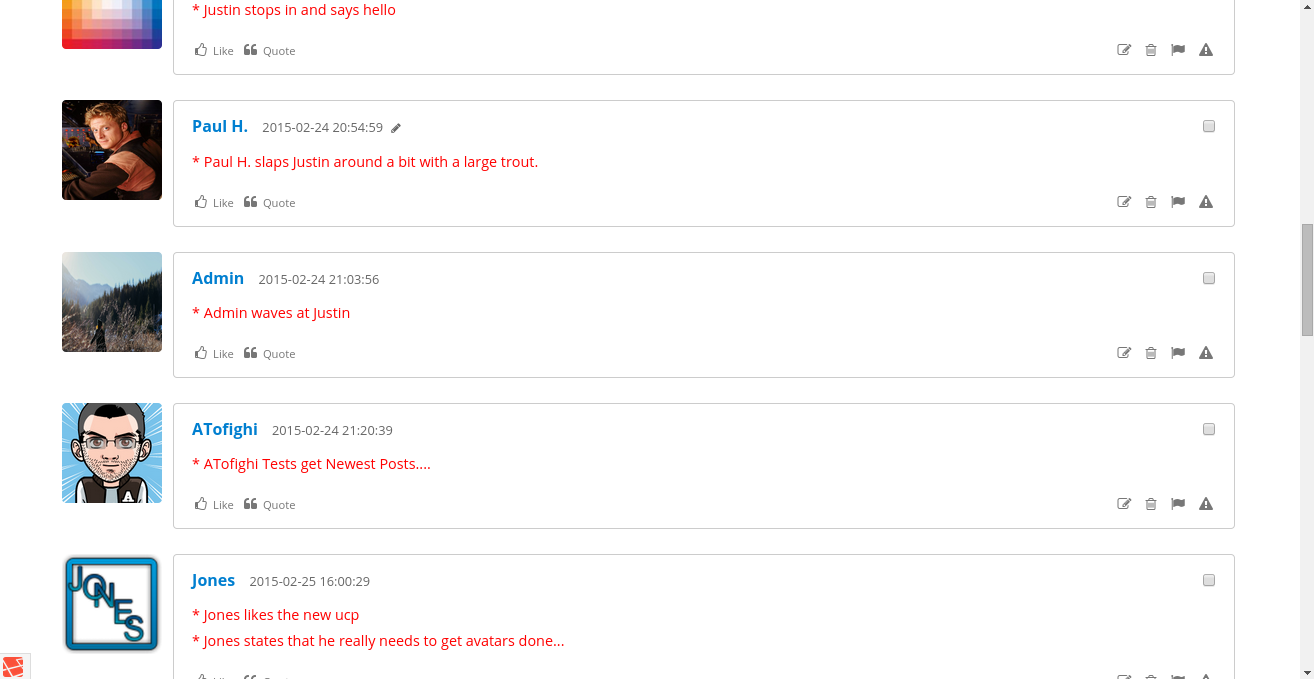 * Justin stops in and says hello
Like Quote
Paul H. 2015-02-24 20:54:59
* Paul H. slaps Justin around a bit with a large trout.
Like Quote
Admin 2015-02-24 21:03:56
* Admin waves at Justin
Like Quote
ATofighi 2015-02-24 21:20:39
* ATofighi Tests get Newest Posts....
Like Quote
A
Jones 2015-02-25 16:00:29
JONES
* Jones likes the new ucp
* Jones states that he really needs to get avatars done...